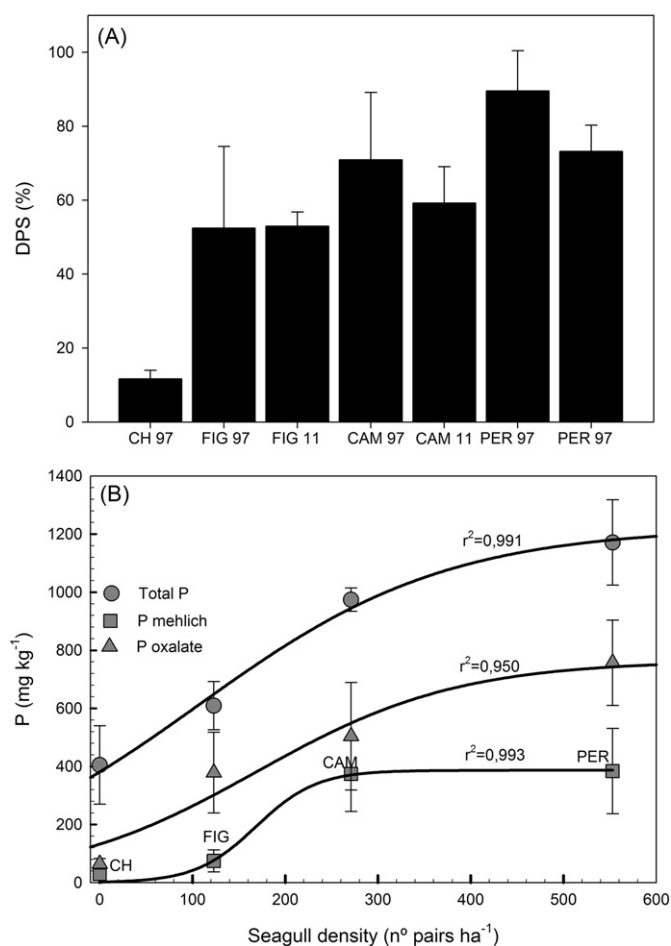 (A)
100
80
60
40
20
0
DPS (%)
CH 97 FIG 97 FIG 11 CAM 97 CAM 11 PER 97 PER 97
(B)
1400
1200
1000
800
600
400
200
0
P (mg kg⁻¹)
Total P
P mehlich
P oxalate
r²=0,991
r²=0,950
r²=0,993
CH
FIG
CAM
PER
0 100 200 300 400 500 600
Seagull density (nº pairs ha⁻¹)